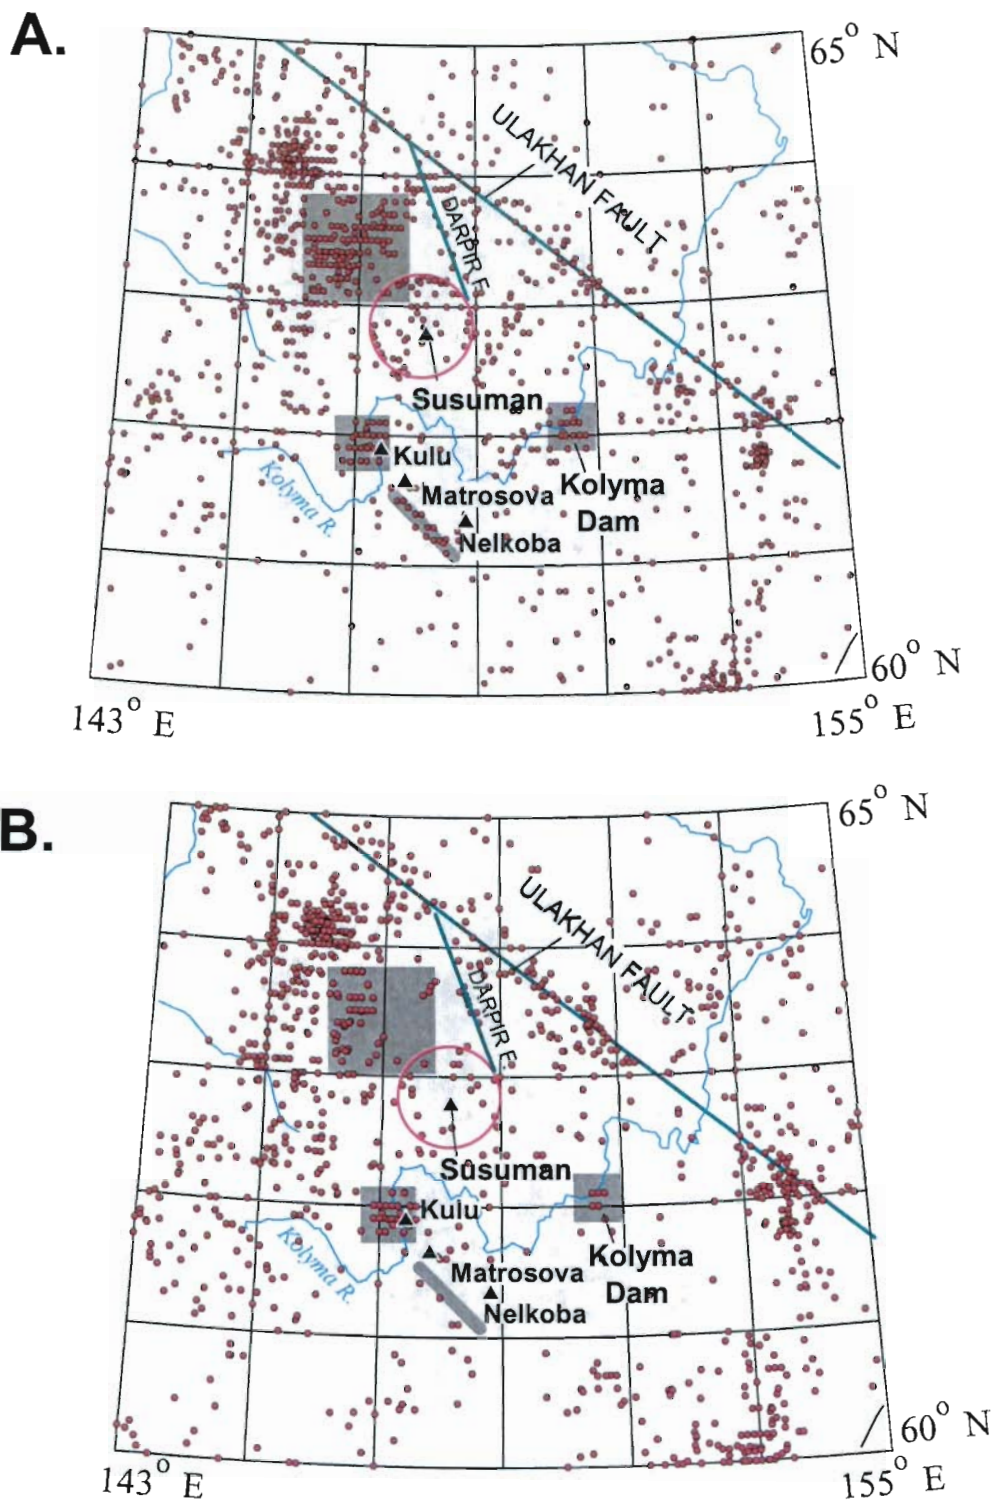 A.
65° N
ULAKHAN FAULT
DARPIR F.
Susuman
Kulu
Kolyma R.
Matrosova
Kolyma
Dam
Nelkoba
60° N
143° E
155° E
B.
65° N
ULAKHAN FAULT
DARPIR F.
Susuman
Kulu
Kolyma R.
Kolyma
Dam
Matrosova
Nelkoba
60° N
143° E
155° E